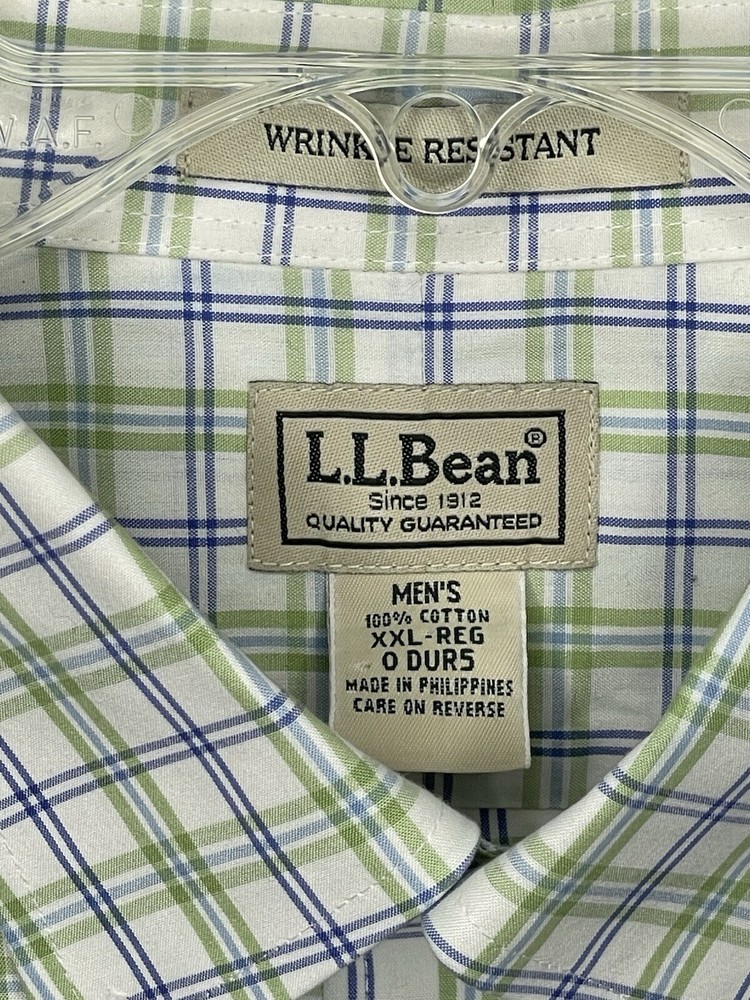 W.A.F.
WRINKLE RESISTANT
L.L.Bean®
Since 1912
QUALITY GUARANTEED
MEN'S
100% COTTON
XXL-REG
0 DUR5
MADE IN PHILIPPINES
CARE ON REVERSE